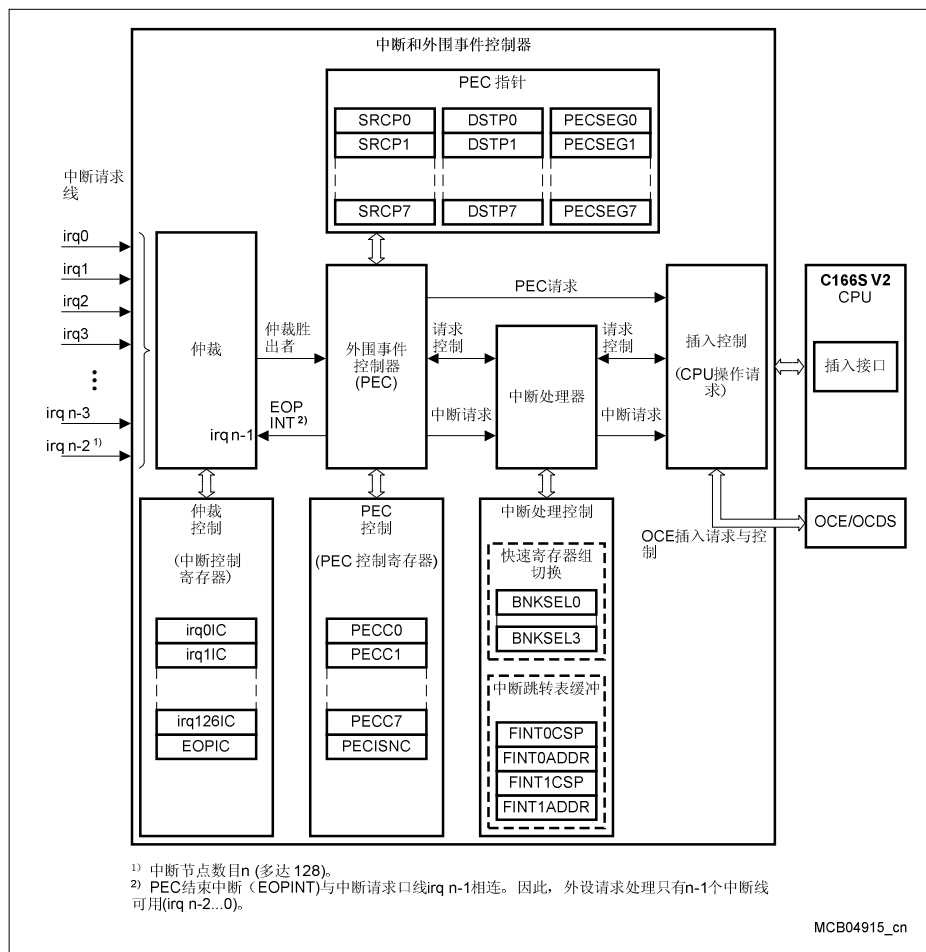 中断和外围事件控制器
PEC 指针
SRCP0
DSTP0
PECSEG0
SRCP1
DSTP1
PECSEG1
SRCP7
DSTP7
PECSEG7
中断请求
线
irq0
irq1
irq2
irq3
⋮
irq n-3
irq n-2 1)
仲裁
irq n-1
仲裁胜
出者
EOP
INT 2)
外围事件
控制器
(PEC)
PEC请求
请求
控制
中断请求
中断处理器
请求
控制
中断请求
插入控制
(CPU操作请
求)
C166S V2
CPU
插入接口
OCE/OCDS
OCE插入请求与控
制
仲裁
控制
(中断控制
寄存器)
irq0IC
irq1IC
irq126IC
EOPIC
PEC
控制
(PEC 控制寄存器)
PECC0
PECC1
PECC7
PECISNC
中断处理控制
快速寄存器组
切换
BNKSEL0
BNKSEL3
中断跳转表缓冲
FINT0CSP
FINT0ADDR
FINT1CSP
FINT1ADDR
1) 中断节点数目n (多达 128)。
2) PEC结束中断（EOPINT)与中断请求口线irq n-1相连。因此，外设请求处理只有n-1个中断线
可用(irq n-2...0)。
MCB04915_cn